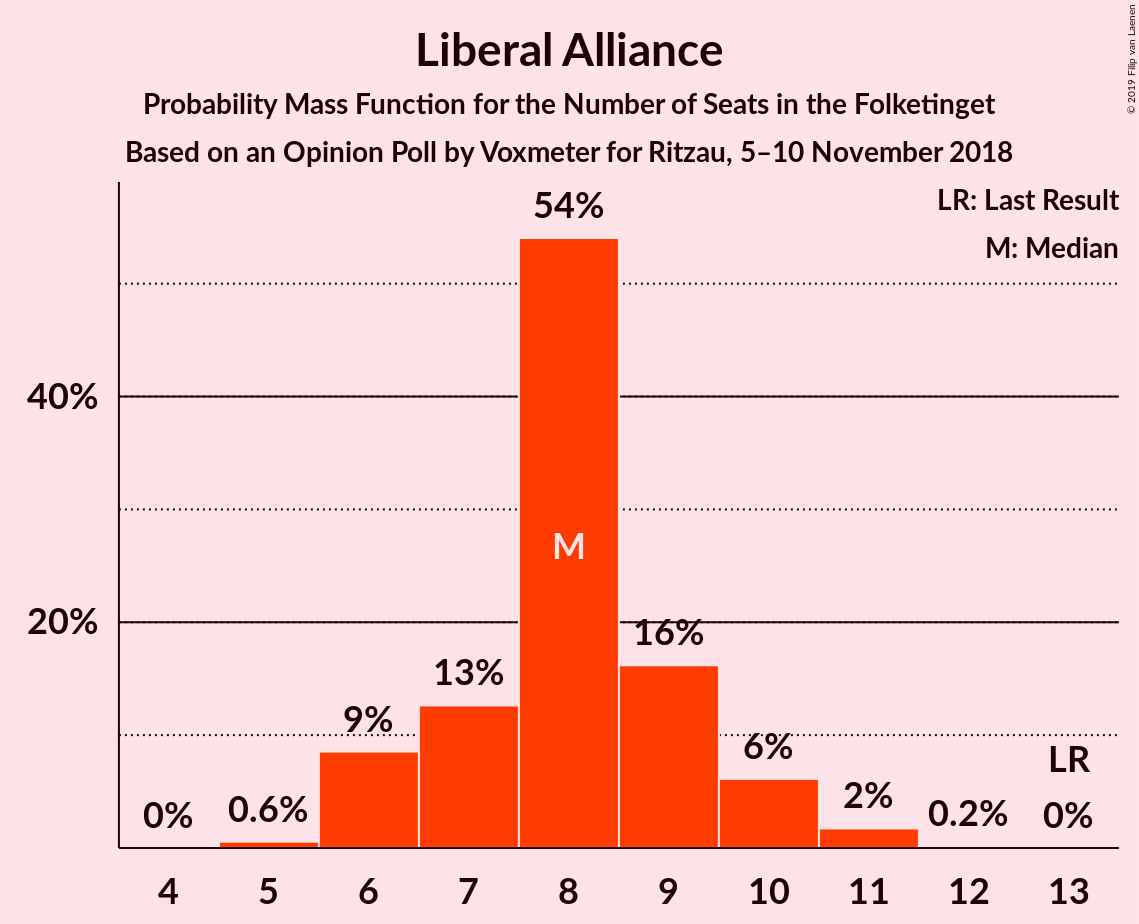 Liberal Alliance
Probability Mass Function for the Number of Seats in the Folketinget
Based on an Opinion Poll by Voxmeter for Ritzau, 5–10 November 2018
© 2019 Filip van Laenen
LR: Last Result
M: Median
54%
40%
M
20%
16%
13%
9%
6%
LR
0%
0.6%
2%
0.2%
0%
4 5 6 7 8 9 10 11 12 13